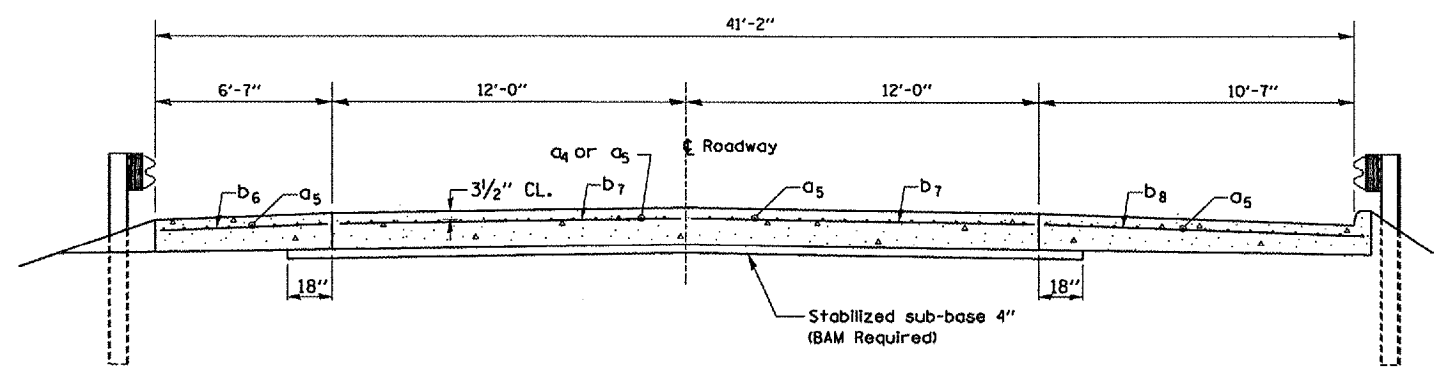 41'-2"
6'-7"
12'-0"
12'-0"
10'-7"
a4 or a5
℄ Roadway
b6
a5
3½" CL.
b7
a5
b7
b8
a5
18"
18"
Stabilized sub-base 4"
(BAM Required)